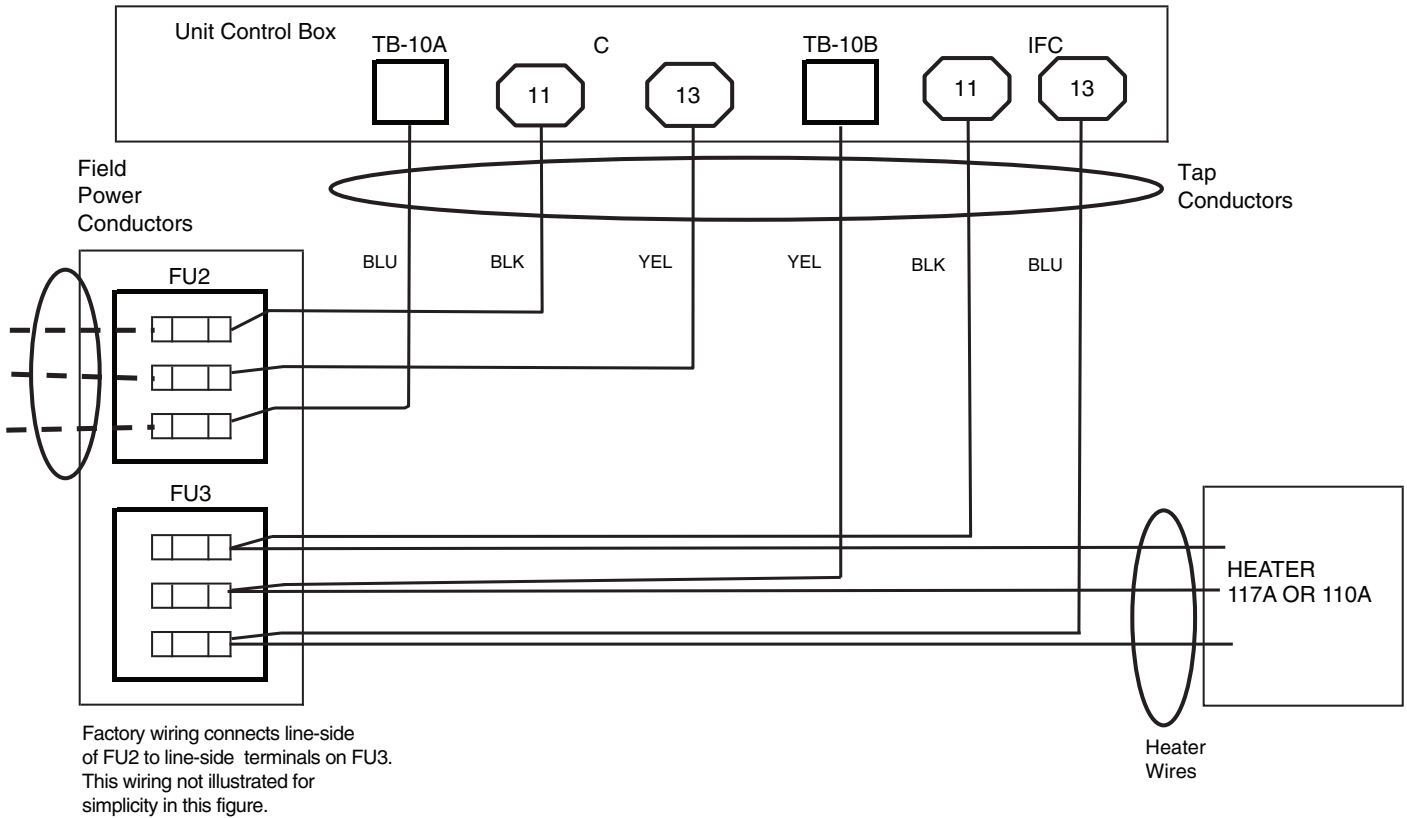 Unit Control Box
TB-10A
C
TB-10B
IFC
11
13
11
13
Field
Power
Conductors
Tap
Conductors
BLU
BLK
YEL
YEL
BLK
BLU
FU2
FU3
HEATER
117A OR 110A
Heater
Wires
Factory wiring connects line-side
of FU2 to line-side terminals on FU3.
This wiring not illustrated for
simplicity in this figure.